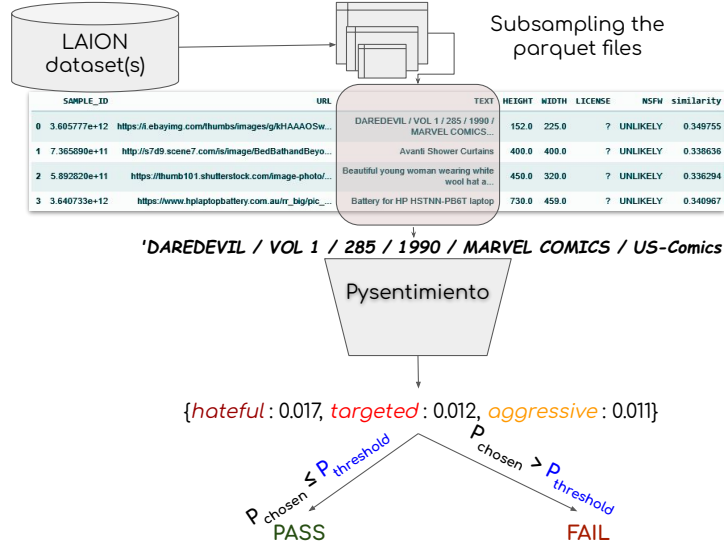 LAION
dataset(s)
Subsampling the
parquet files
SAMPLE_ID URL TEXT HEIGHT WIDTH LICENSE NSFW similarity
0 3.605777e+12 https://i.ebayimg.com/thumbs/images/g/kHAAAOSw... DAREDEVIL / VOL 1 / 285 / 1990 / MARVEL COMICS... 152.0 225.0 ? UNLIKELY 0.349755
1 7.365890e+11 http://s7d9.scene7.com/is/image/BedBathandBeyo... Avanti Shower Curtains 400.0 400.0 ? UNLIKELY 0.338636
2 5.892820e+11 https://thumb101.shutterstock.com/image-photo/... Beautiful young woman wearing white wool hat a... 450.0 320.0 ? UNLIKELY 0.336294
3 3.640733e+12 https://www.hplaptopbattery.com.au/rr_big/pic_... Battery for HP HSTNN-PB6T laptop 730.0 459.0 ? UNLIKELY 0.340967
'DAREDEVIL / VOL 1 / 285 / 1990 / MARVEL COMICS / US-Comics
Pysentimiento
{hateful : 0.017, targeted : 0.012, aggressive : 0.011}
P chosen ≤ P threshold
P chosen > P threshold
PASS
FAIL